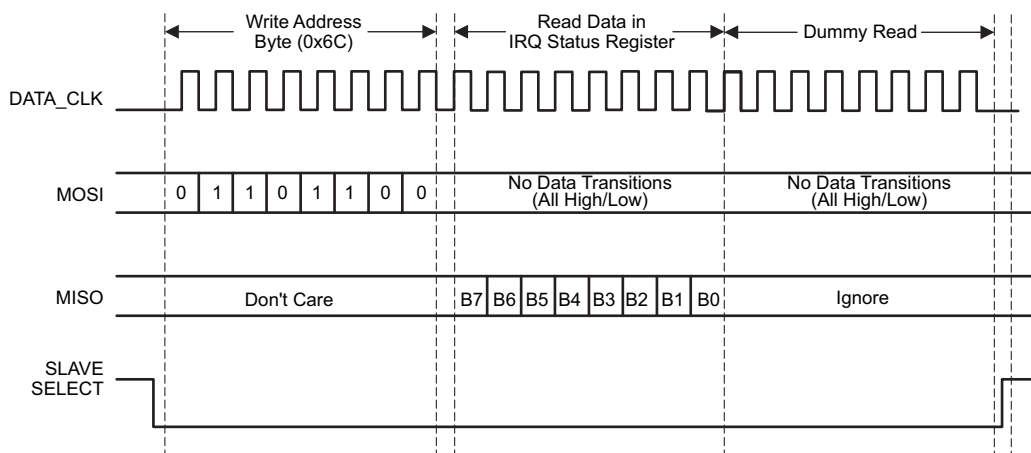 Write Address
Byte (0x6C)
Read Data in
IRQ Status Register
Dummy Read
DATA_CLK
MOSI
0 1 1 0 1 1 0 0
No Data Transitions
(All High/Low)
No Data Transitions
(All High/Low)
MISO
Don't Care
B7 B6 B5 B4 B3 B2 B1 B0
Ignore
SLAVE
SELECT